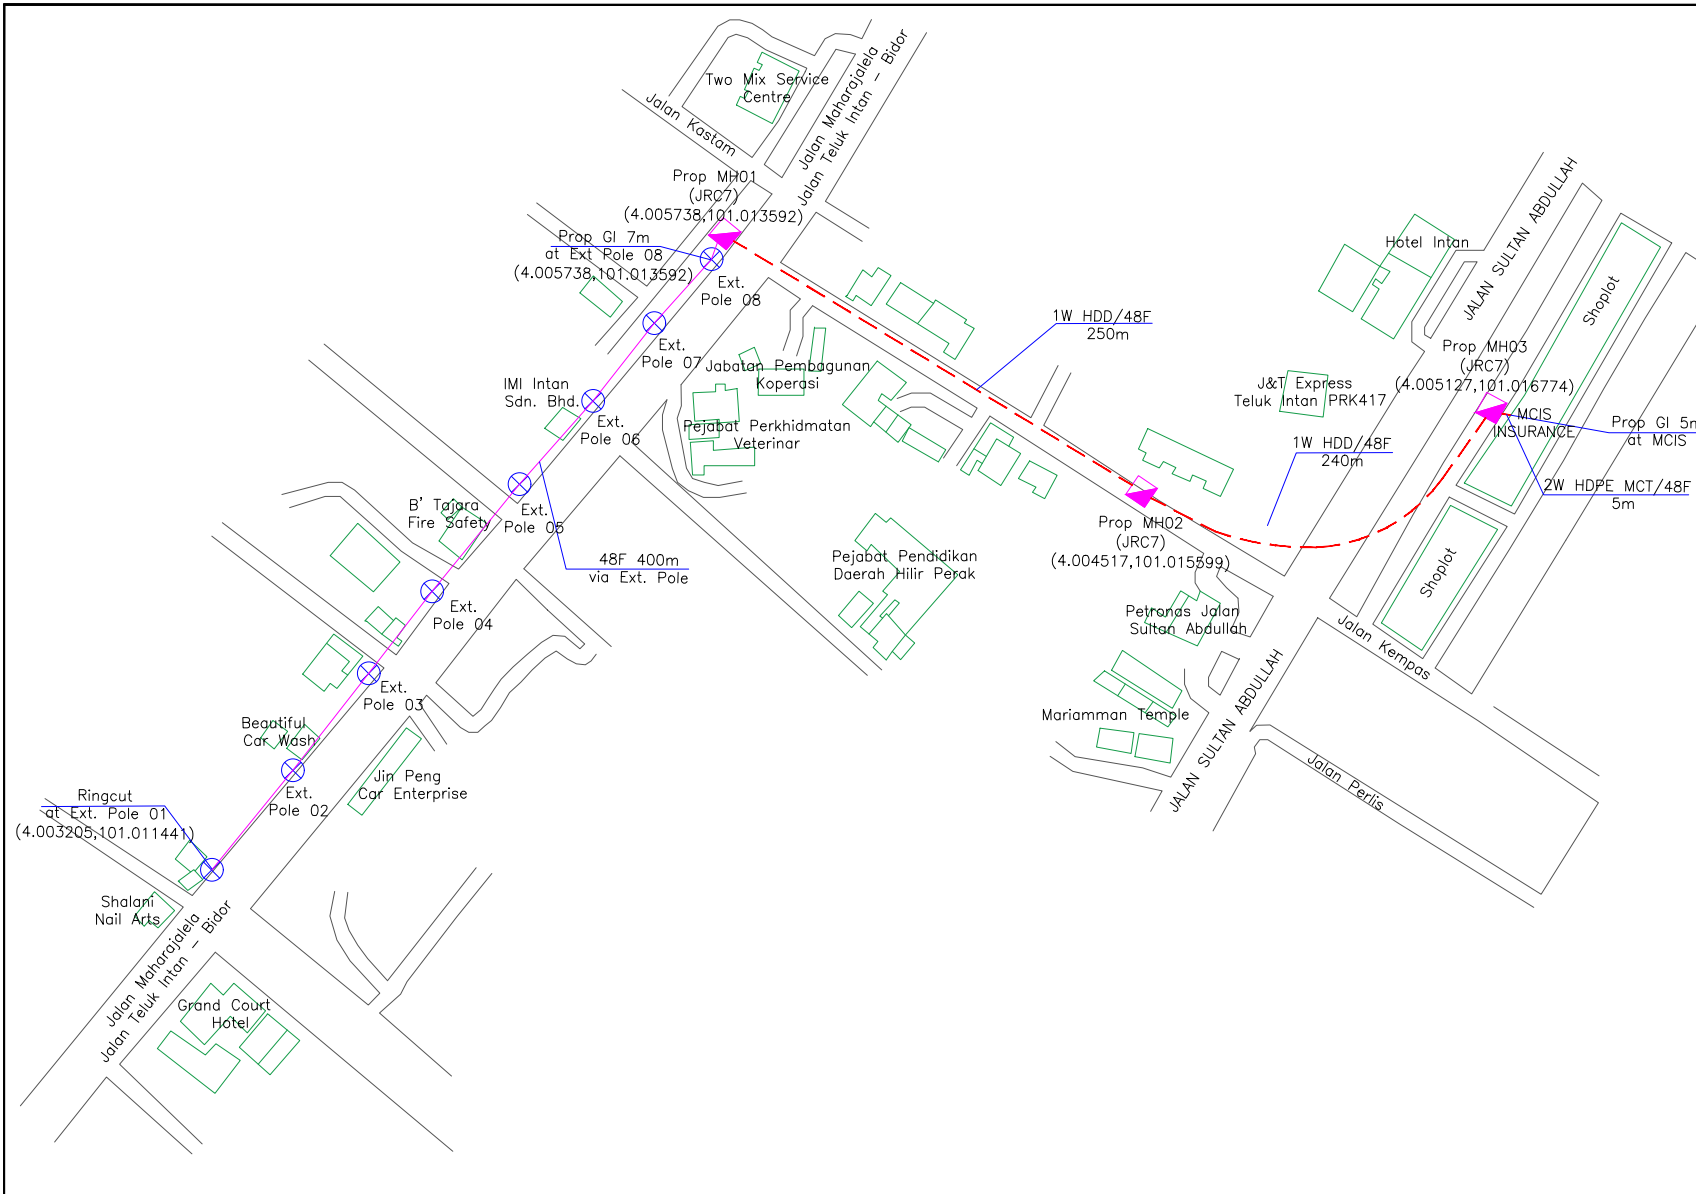 Two Mix Service
Centre
Jalan Kastam
Jalan Maharajalela
Jalan Teluk Intan - Bidor
Prop MH01
(JRC7)
(4.005738,101.013592)
Prop GI 7m
at Ext Pole 08
(4.005738,101.013592)
Ext.
Pole 08
Ext.
Pole 07
IMI Intan
Sdn. Bhd.
Ext.
Pole 06
Jabatan Pembagunan
Koperasi
Pejabat Perkhidmatan
Veterinar
1W HDD/48F
250m
Hotel Intan
JALAN SULTAN ABDULLAH
Shoplot
Prop MH03
(JRC7)
(4.005127,101.016774)
J&T Express
Teluk Intan PRK417
MCIS
INSURANCE
Prop GI 5m
at MCIS
1W HDD/48F
240m
2W HDPE MCT/48F
5m
B' Tajara
Fire Safety
Ext.
Pole 05
48F 400m
via Ext. Pole
Prop MH02
(JRC7)
(4.004517,101.015599)
Pejabat Pendidikan
Daerah Hilir Perak
Shoplot
Ext.
Pole 04
Petronas Jalan
Sultan Abdullah
Jalan Kempas
Ext.
Pole 03
Mariamman Temple
JALAN SULTAN ABDULLAH
Beautiful
Car Wash
Jin Peng
Car Enterprise
Jalan Perlis
Ext.
Pole 02
Ringcut
at Ext. Pole 01
(4.003205,101.011441)
Shalani
Nail Arts
Jalan Maharajalela
Jalan Teluk Intan - Bidor
Grand Court
Hotel